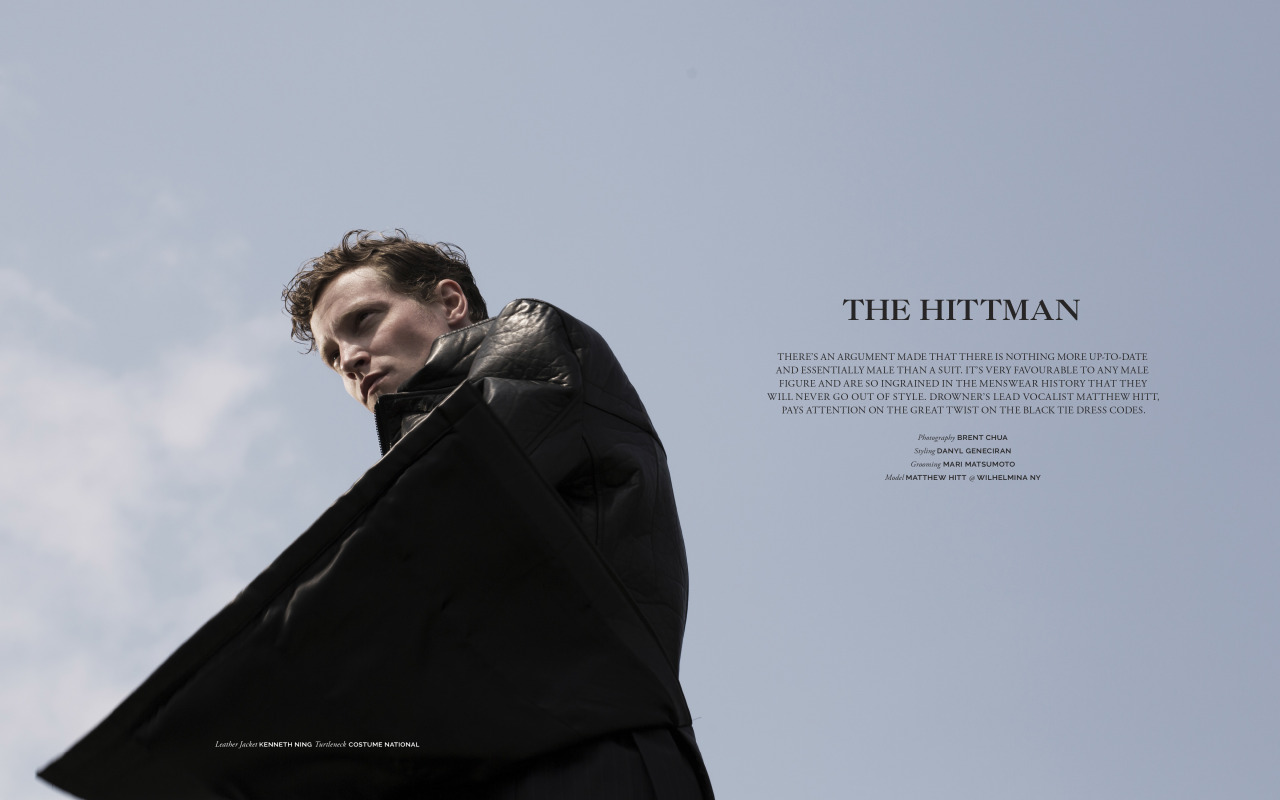 THE HITTMAN
THERE'S AN ARGUMENT MADE THAT THERE IS NOTHING MORE UP-TO-DATE
AND ESSENTIALLY MALE THAN A SUIT. IT'S VERY FAVOURABLE TO ANY MALE
FIGURE AND ARE SO INGRAINED IN THE MENSWEAR HISTORY THAT THEY
WILL NEVER GO OUT OF STYLE. DROWNER'S LEAD VOCALIST MATTHEW HITT,
PAYS ATTENTION ON THE GREAT TWIST ON THE BLACK TIE DRESS CODES.
Photography BRENT CHUA
Styling DANYL GENECIRAN
Grooming MARI MATSUMOTO
Model MATTHEW HITT @ WILHELMINA NY
Leather Jacket KENNETH NING Turtleneck COSTUME NATIONAL